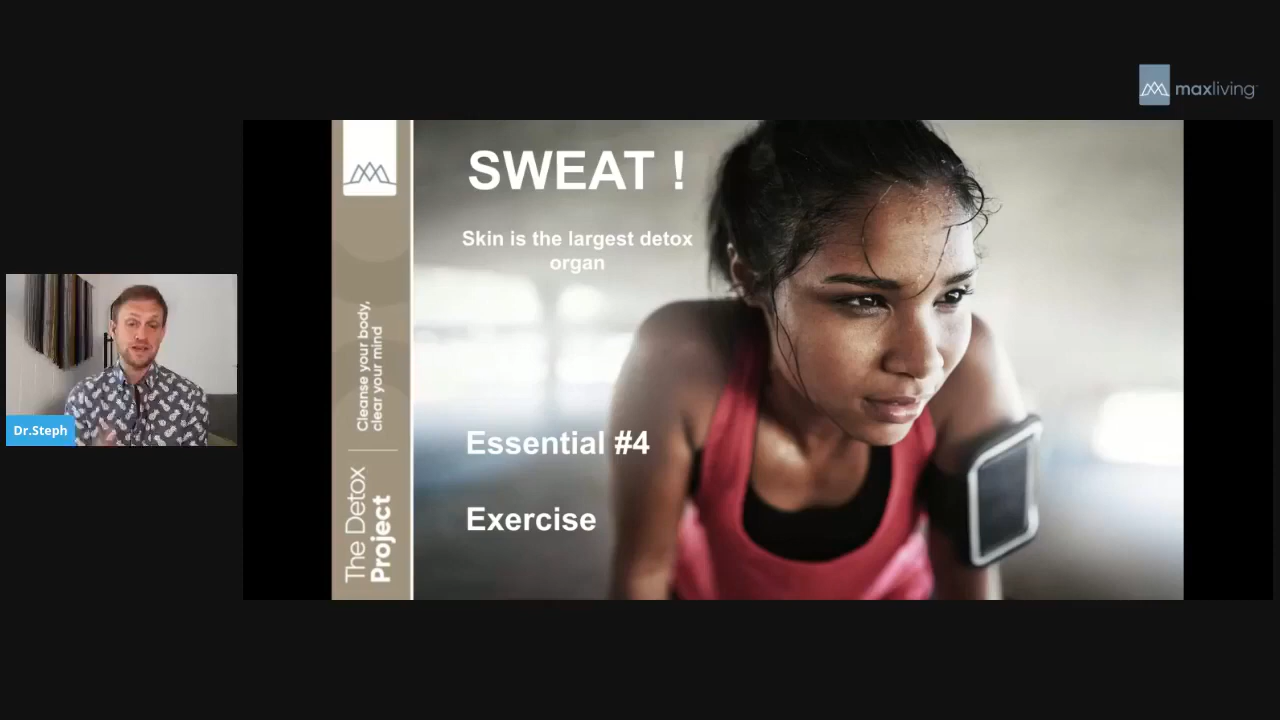 maxliving
SWEAT !
Skin is the largest detox
organ
Essential #4
Exercise
The Detox
Project
Cleanse your body,
clear your mind
Dr.Steph